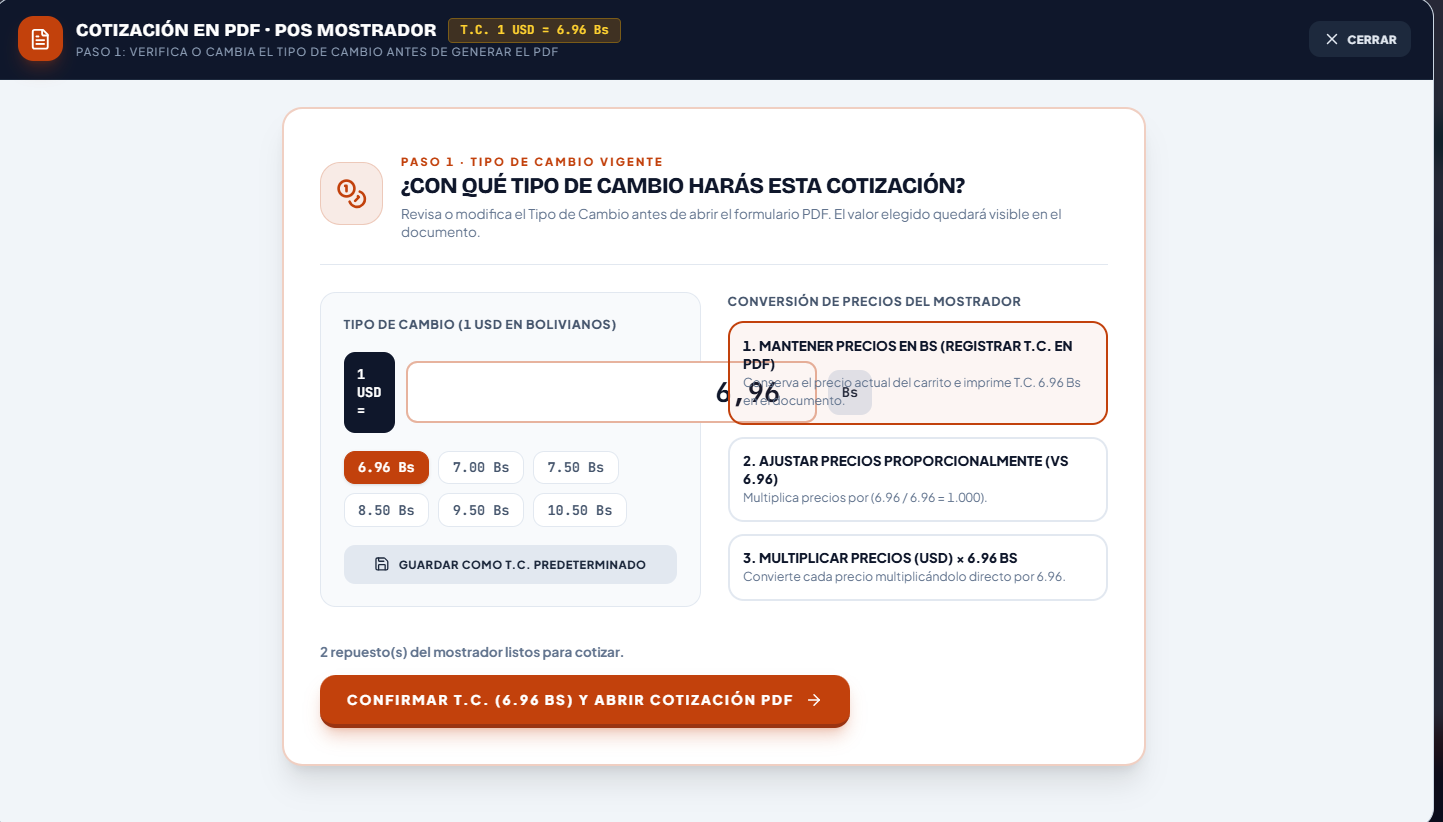 COTIZACIÓN EN PDF · POS MOSTRADOR
T.C. 1 USD = 6.96 Bs
PASO 1: VERIFICA O CAMBIA EL TIPO DE CAMBIO ANTES DE GENERAR EL PDF
CERRAR
PASO 1 · TIPO DE CAMBIO VIGENTE
¿CON QUÉ TIPO DE CAMBIO HARÁS ESTA COTIZACIÓN?
Revisa o modifica el Tipo de Cambio antes de abrir el formulario PDF. El valor elegido quedará visible en el
documento.
TIPO DE CAMBIO (1 USD EN BOLIVIANOS)
1
USD
=
6,96
Bs
6.96 Bs
7.00 Bs
7.50 Bs
8.50 Bs
9.50 Bs
10.50 Bs
GUARDAR COMO T.C. PREDETERMINADO
CONVERSIÓN DE PRECIOS DEL MOSTRADOR
1. MANTENER PRECIOS EN BS (REGISTRAR T.C. EN
PDF)
Conserva el precio actual del carrito e imprime T.C. 6.96 Bs
en el documento.
2. AJUSTAR PRECIOS PROPORCIONALMENTE (VS
6.96)
Multiplica precios por (6.96 / 6.96 = 1.000).
3. MULTIPLICAR PRECIOS (USD) × 6.96 BS
Convierte cada precio multiplicándolo directo por 6.96.
2 repuesto(s) del mostrador listos para cotizar.
CONFIRMAR T.C. (6.96 BS) Y ABRIR COTIZACIÓN PDF